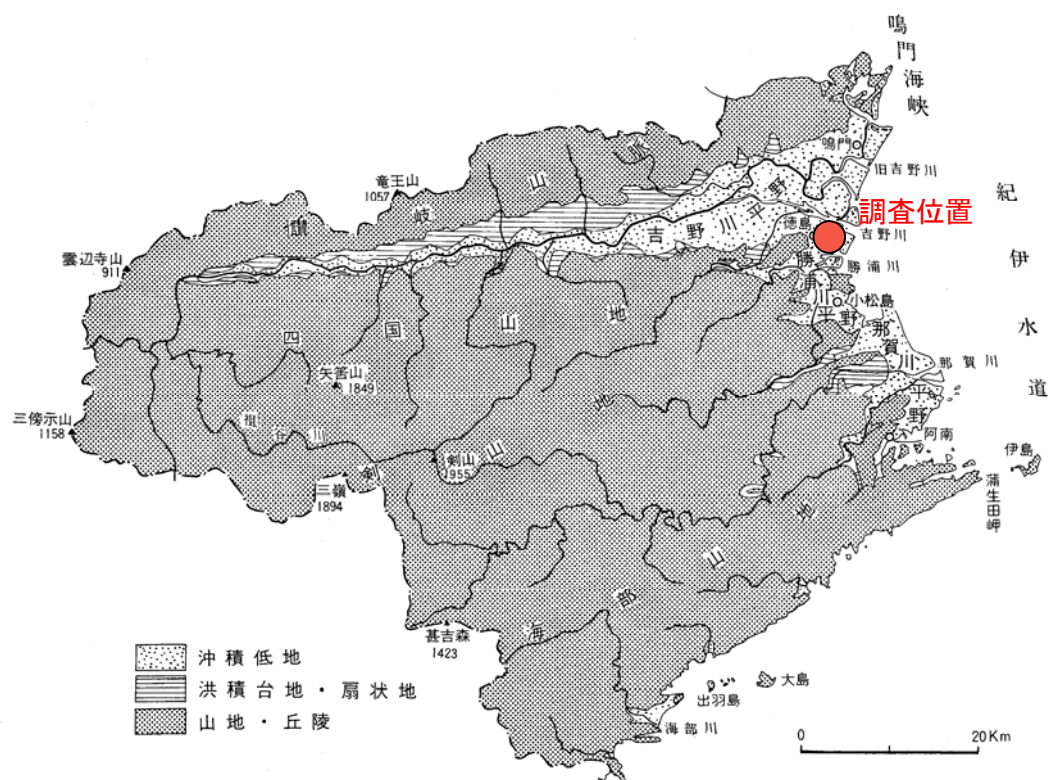 鳴門海峡
鳴門
旧吉野川
紀伊水道
調査位置
徳島
吉野川
吉野川平野
勝浦川
勝浦川平野
小松島
那賀川
那賀川平野
阿南
伊島
蒲生田岬
讃岐山脈
竜王山
1057
雲辺寺山
911
四国山地
矢筈山
1849
三傍示山
1158
祖谷川
剣山
1955
三嶺
1894
剣山地
甚吉森
1423
海部山地
大島
出羽島
海部川
沖積低地
洪積台地・扇状地
山地・丘陵
0
20Km